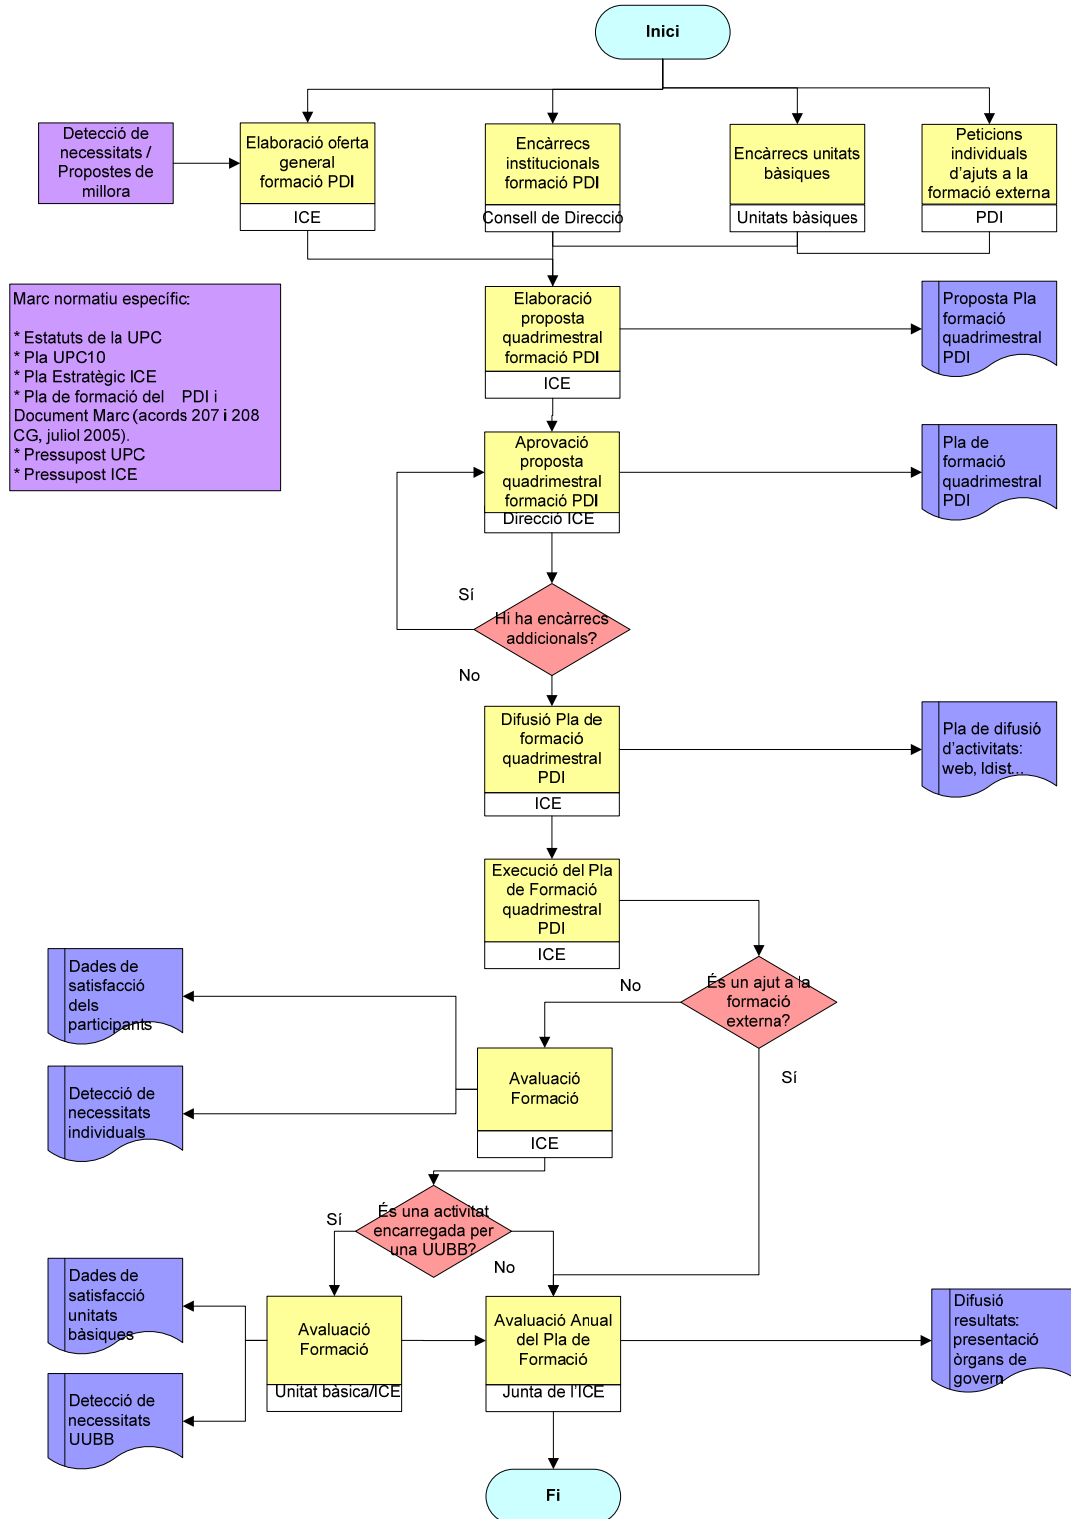 Inici
Detecció de
necessitats /
Propostes de
millora
Elaboració oferta
general
formació PDI
ICE
Encàrrecs
institucionals
formació PDI
Consell de Direcció
Encàrrecs unitats
bàsiques
Unitats bàsiques
Peticions
individuals
d'ajuts a la
formació externa
PDI
Marc normatiu específic:
* Estatuts de la UPC
* Pla UPC10
* Pla Estratègic ICE
* Pla de formació del PDI i
Document Marc (acords 207 i 208
CG, juliol 2005).
* Pressupost UPC
* Pressupost ICE
Elaboració
proposta
quadrimestral
formació PDI
ICE
Proposta Pla
formació
quadrimestral
PDI
Aprovació
proposta
quadrimestral
formació PDI
Direcció ICE
Pla de
formació
quadrimestral
PDI
Sí
Hi ha encàrrecs
addicionals?
No
Difusió Pla de
formació
quadrimestral
PDI
ICE
Pla de difusió
d'activitats:
web, ldist...
Execució del Pla
de Formació
quadrimestral
PDI
ICE
És un ajut a la
formació
externa?
No
Sí
Dades de
satisfacció
dels
participants
Detecció de
necessitats
individuals
Avaluació
Formació
ICE
És una activitat
encarregada per
una UUBB?
Sí
No
Dades de
satisfacció
unitats
bàsiques
Detecció de
necessitats
UUBB
Avaluació
Formació
Unitat bàsica/ICE
Avaluació Anual
del Pla de
Formació
Junta de l'ICE
Difusió
resultats:
presentació
òrgans de
govern
Fi